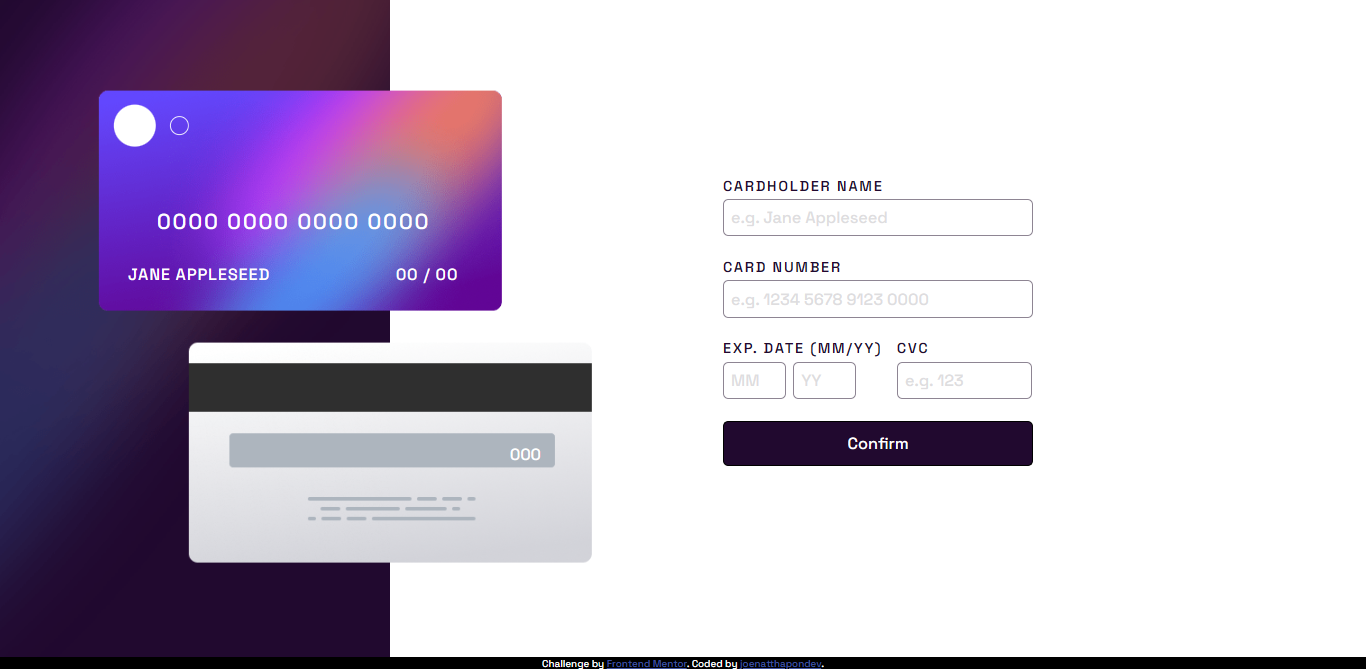 0000 0000 0000 0000
JANE APPLESEED 00 / 00
000
CARDHOLDER NAME
e.g. Jane Appleseed
CARD NUMBER
e.g. 1234 5678 9123 0000
EXP. DATE (MM/YY) CVC
MM YY e.g. 123
Confirm
Challenge by Frontend Mentor. Coded by joenatthapondev.